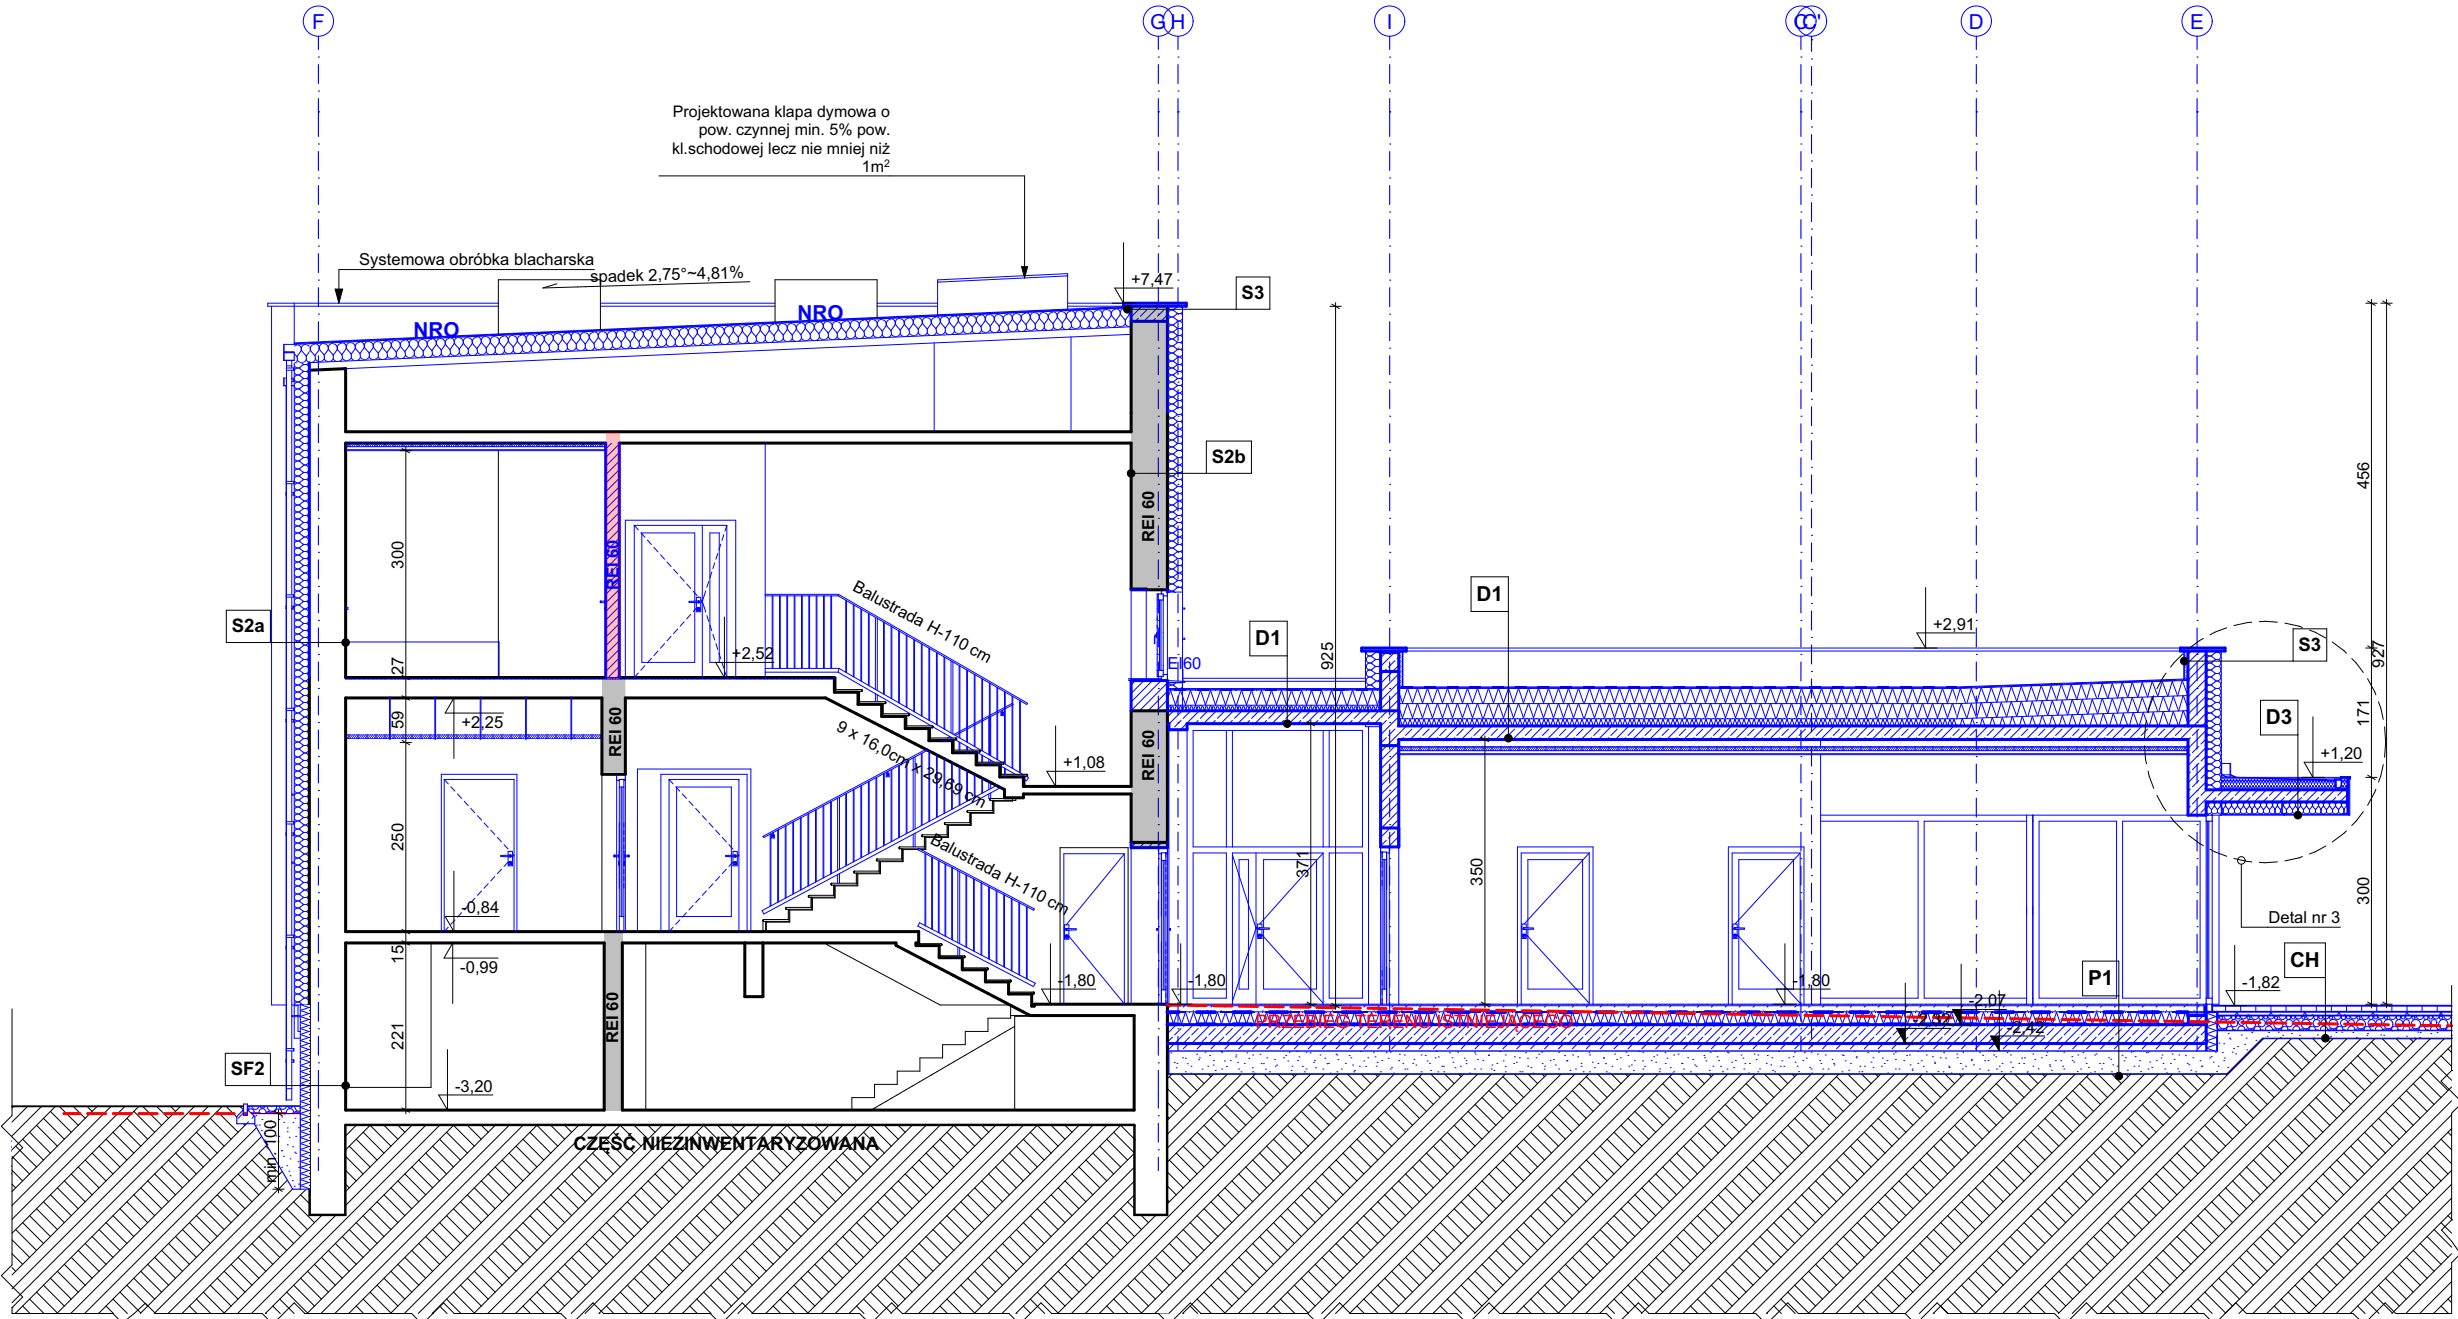 F
G
H
I
C
C'
D
E
Projektowana klapa dymowa o
pow. czynnej min. 5% pow.
kl.schodowej lecz nie mniej niż
1m²
Systemowa obróbka blacharska
spadek 2,75°~4,81%
+7,47
S3
NRO
NRO
S2b
456
REI 60
300
REI 60
Balustrada H-110 cm
D1
D1
+2,91
S2a
S3
+2,52
EI60
925
927
27
59
+2,25
REI 60
9 x 16,0cm x 29,69 cm
REI 60
+1,08
D3
171
+1,20
250
Balustrada H-110 cm
371
350
300
-0,84
Detal nr 3
15
-0,99
-1,80
-1,80
-1,80
P1
CH
-1,82
-2,07
PRZEBIEG TERENU ISTNIEJĄCEGO
-2,42
221
REI 60
SF2
-3,20
min 100
CZĘŚĆ NIEZINWENTARYZOWANA